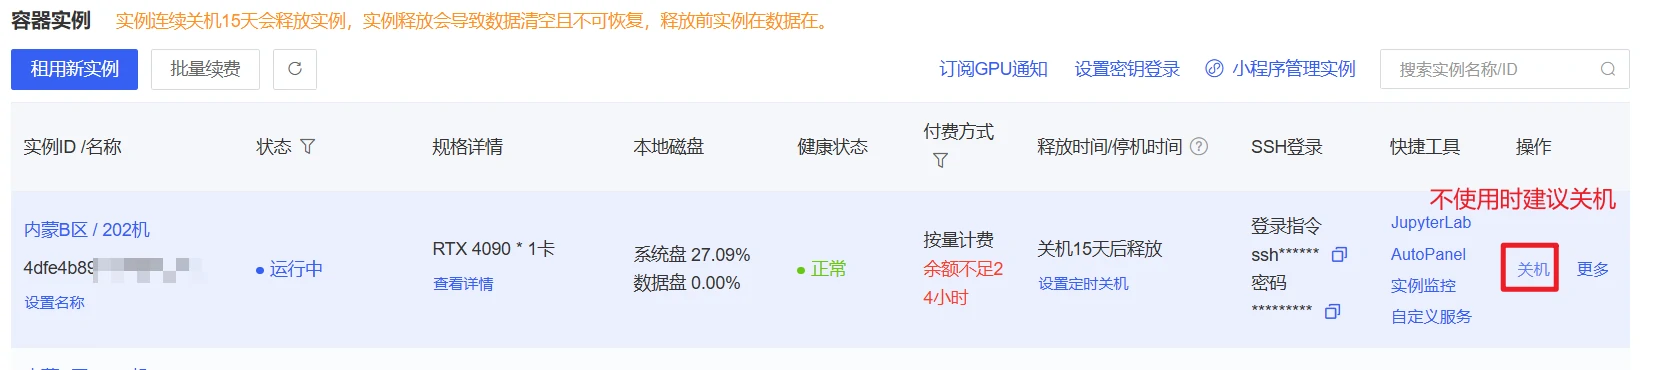 容器实例 实例连续关机15天会释放实例，实例释放会导致数据清空且不可恢复，释放前实例在数据在。
租用新实例 批量续费 订阅GPU通知 设置密钥登录 小程序管理实例 搜索实例名称/ID
实例ID /名称 状态 规格详情 本地磁盘 健康状态 付费方式 释放时间/停机时间 SSH登录 快捷工具 操作
不使用时建议关机
内蒙B区 / 202机
4dfe4b89
设置名称
运行中
RTX 4090 * 1卡
查看详情
系统盘 27.09%
数据盘 0.00%
正常
按量计费
余额不足2
4小时
关机15天后释放
设置定时关机
登录指令
ssh******
密码
*********
JupyterLab
AutoPanel
实例监控
自定义服务
关机 更多